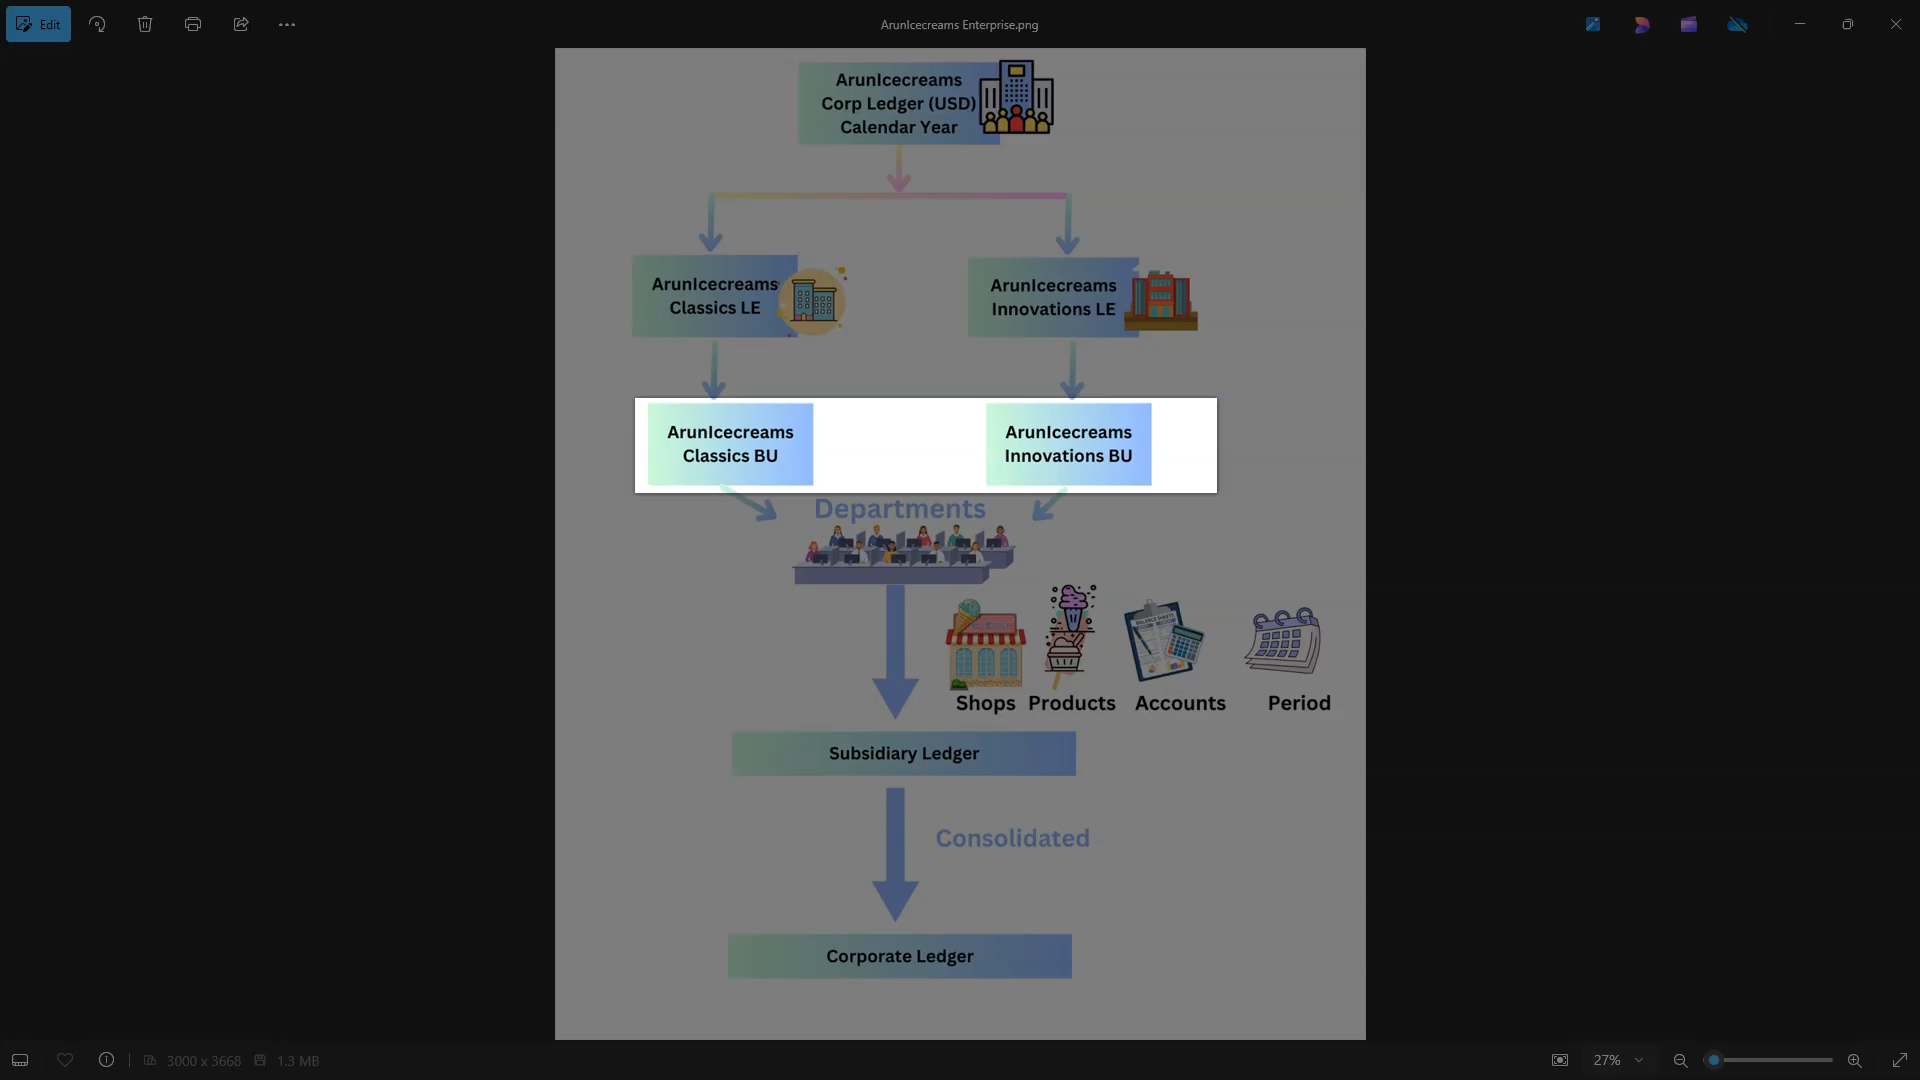 Edit
ArunIcecreams Enterprise.png
ArunIcecreams
Corp Ledger (USD)
Calendar Year
ArunIcecreams
Classics LE
ArunIcecreams
Innovations LE
ArunIcecreams
Classics BU
ArunIcecreams
Innovations BU
Departments
BALANCE SHEETS
Shops
Products
Accounts
Period
Subsidiary Ledger
Consolidated
Corporate Ledger
3000 x 3668
1.3 MB
27%